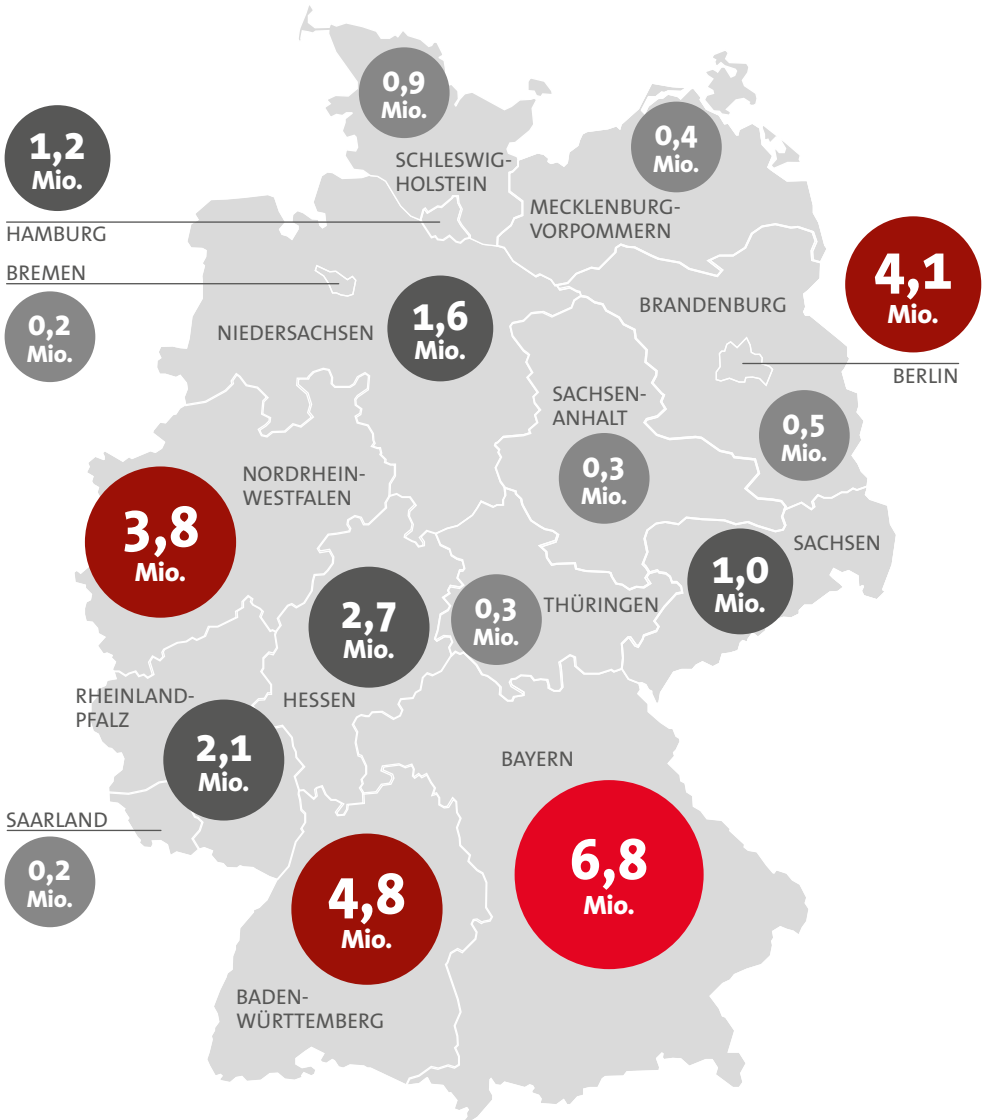 0,9
Mio.
SCHLESWIG-
HOLSTEIN
0,4
Mio.
MECKLENBURG-
VORPOMMERN
1,2
Mio.
HAMBURG
BREMEN
0,2
Mio.
NIEDERSACHSEN
1,6
Mio.
BRANDENBURG
4,1
Mio.
BERLIN
0,5
Mio.
SACHSEN-
ANHALT
0,3
Mio.
NORDRHEIN-
WESTFALEN
3,8
Mio.
SACHSEN
1,0
Mio.
2,7
Mio.
HESSEN
0,3
Mio.
THÜRINGEN
RHEINLAND-
PFALZ
2,1
Mio.
SAARLAND
0,2
Mio.
BAYERN
6,8
Mio.
4,8
Mio.
BADEN-
WÜRTTEMBERG